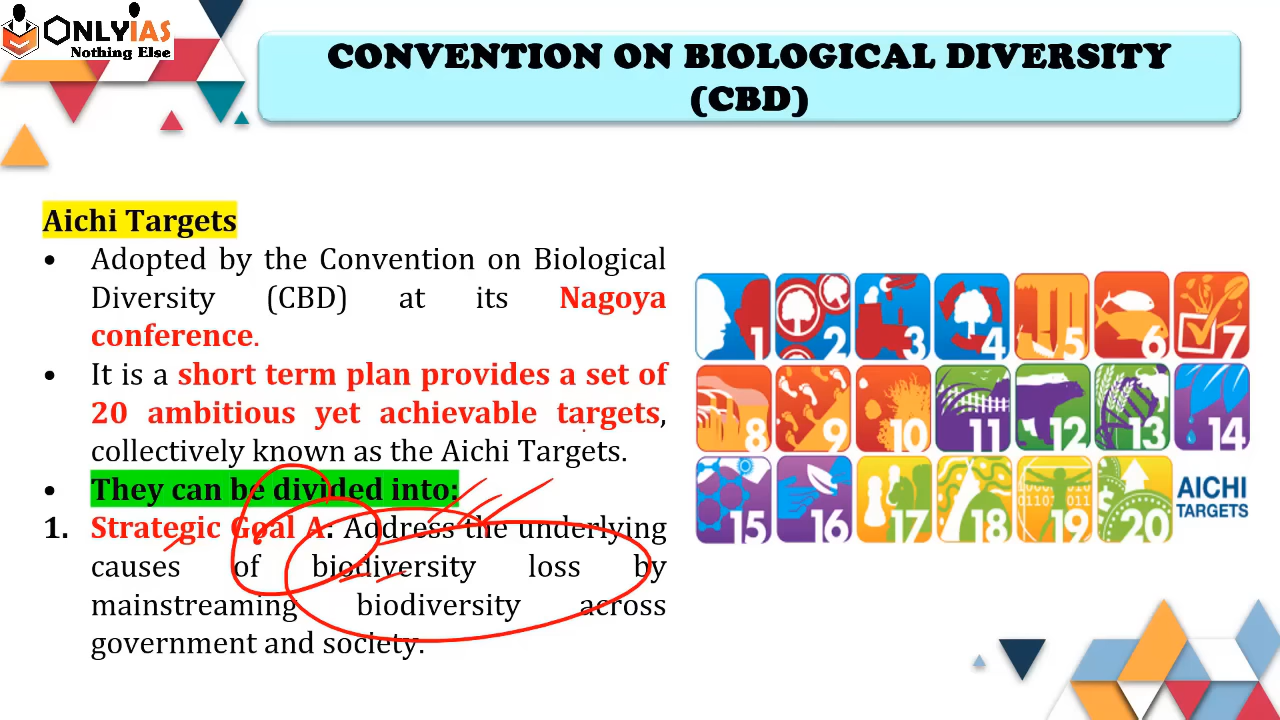 ONLYIAS
Nothing Else
CONVENTION ON BIOLOGICAL DIVERSITY
(CBD)
Aichi Targets
• Adopted by the Convention on Biological
Diversity (CBD) at its Nagoya
conference.
• It is a short term plan provides a set of
20 ambitious yet achievable targets,
collectively known as the Aichi Targets.
• They can be divided into:
1. Strategic Goal A: Address the underlying
causes of biodiversity loss by
mainstreaming biodiversity across
government and society.
1 2 3 4 5 6 7
8 9 10 11 12 13 14
15 16 17 18 19 20
AICHI
TARGETS